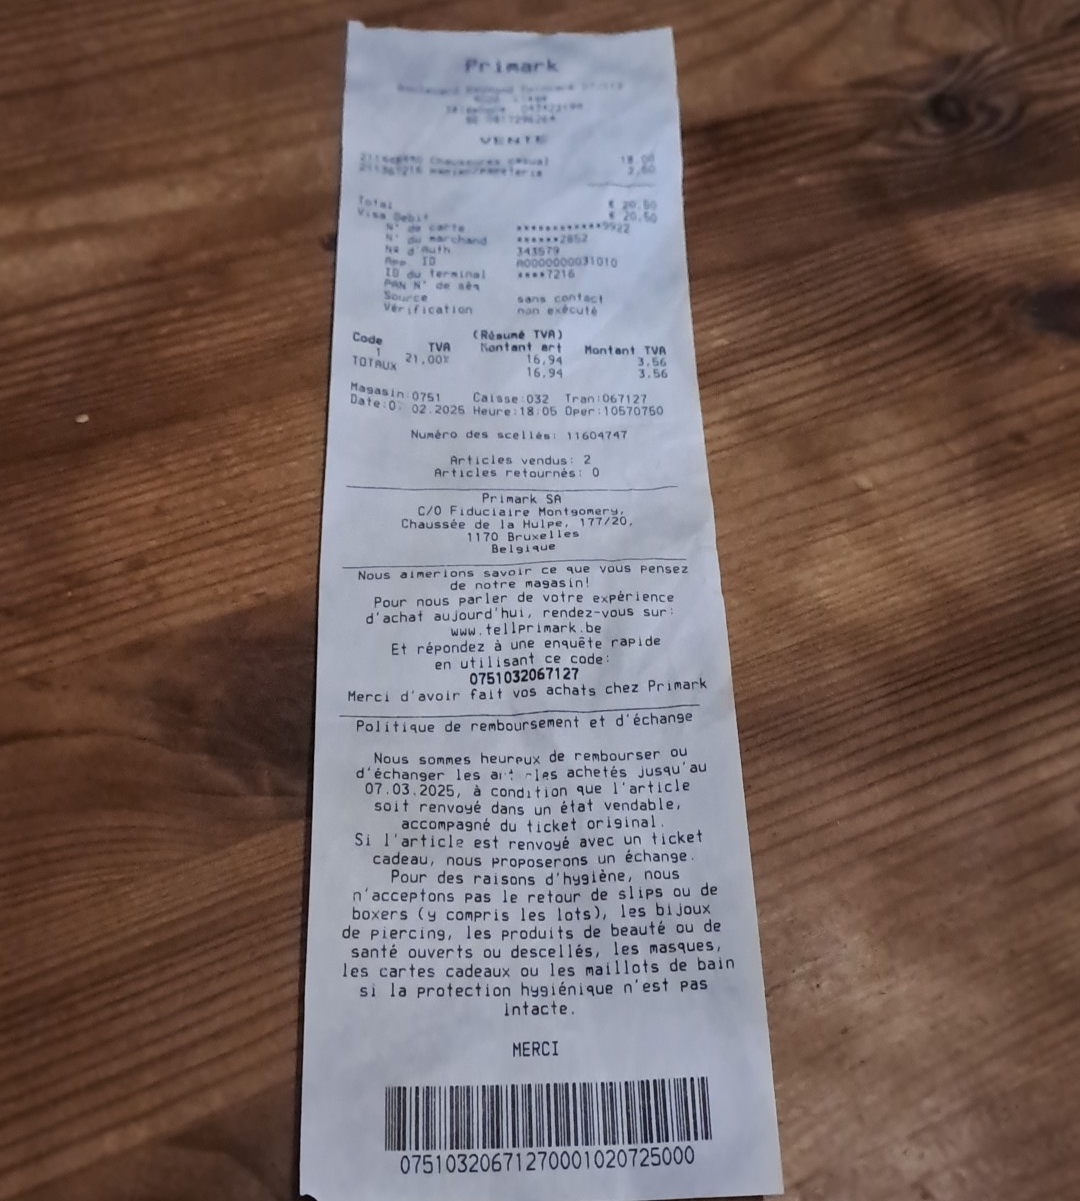 Primark
VENTE
18.00
Total € 20.50
Visa Debit € 20.50
N° de carte ************9922
N° du marchand ******2852
N° d'Auth 343579
App ID A0000000031010
ID du terminal ****7216
PAN N° de séq
Source sans contact
Vérification non exécuté
(Résumé TVA)
Code TVA Montant art Montant TVA
1 21,00% 16,94 3,56
TOTAUX 16,94 3,56
Magasin:0751 Caisse:032 Tran:067127
02.2025 Heure:18:05 Oper:10570750
Numéro des scellés: 11604747
Articles vendus: 2
Articles retournés: 0
Primark SA
C/O Fiduciaire Montgomery,
Chaussée de la Hulpe, 177/20,
1170 Bruxelles
Belgique
Nous aimerions savoir ce que vous pensez
de notre magasin!
Pour nous parler de votre expérience
d'achat aujourd'hui, rendez-vous sur:
www.tellprimark.be
Et répondez à une enquête rapide
en utilisant ce code:
0751032067127
Merci d'avoir fait vos achats chez Primark
Politique de remboursement et d'échange
Nous sommes heureux de rembourser ou
d'échanger les achetés jusqu'au
07.03.2025, à condition que l'article
soit renvoyé dans un état vendable,
accompagné du ticket original.
Si l'article est renvoyé avec un ticket
cadeau, nous proposerons un échange.
Pour des raisons d'hygiène, nous
n'acceptons pas le retour de slips ou de
boxers (y compris les lots), les bijoux
de piercing, les produits de beauté ou de
santé ouverts ou descellés, les masques,
les cartes cadeaux ou les maillots de bain
si la protection hygiénique n'est pas
intacte.
MERCI
07510320671270001020725000